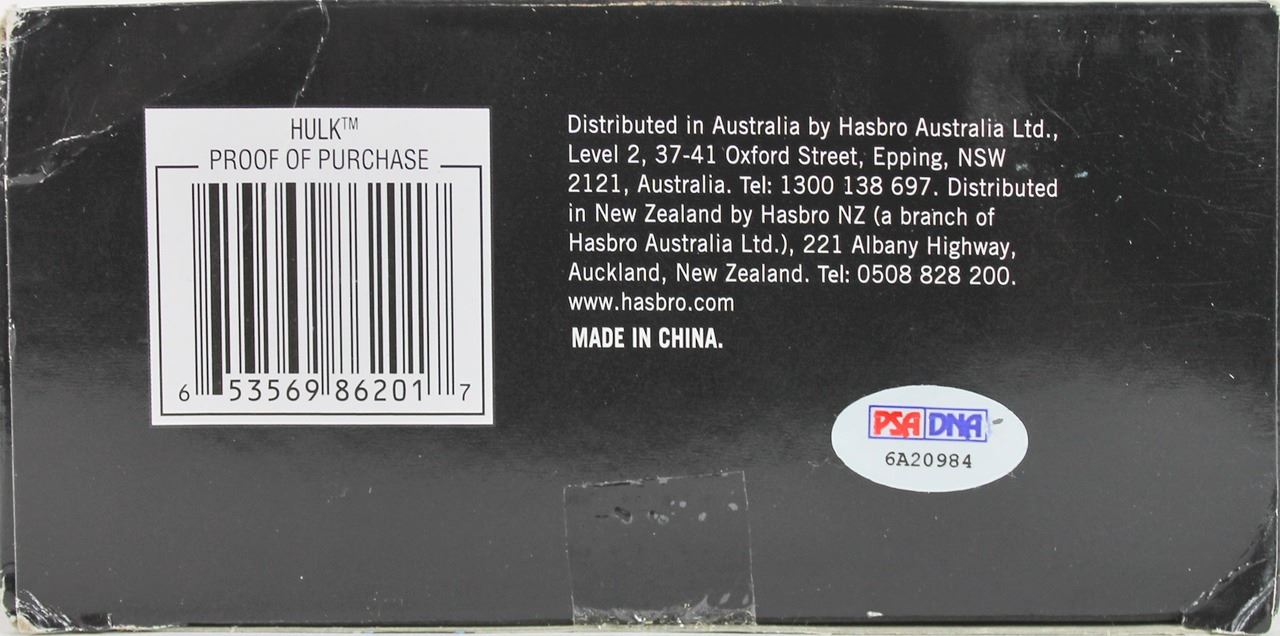 HULK™
PROOF OF PURCHASE
6 53569 86201 7
Distributed in Australia by Hasbro Australia Ltd.,
Level 2, 37-41 Oxford Street, Epping, NSW
2121, Australia. Tel: 1300 138 697. Distributed
in New Zealand by Hasbro NZ (a branch of
Hasbro Australia Ltd.), 221 Albany Highway,
Auckland, New Zealand. Tel: 0508 828 200.
www.hasbro.com
MADE IN CHINA.
PSA DNA
6A20984